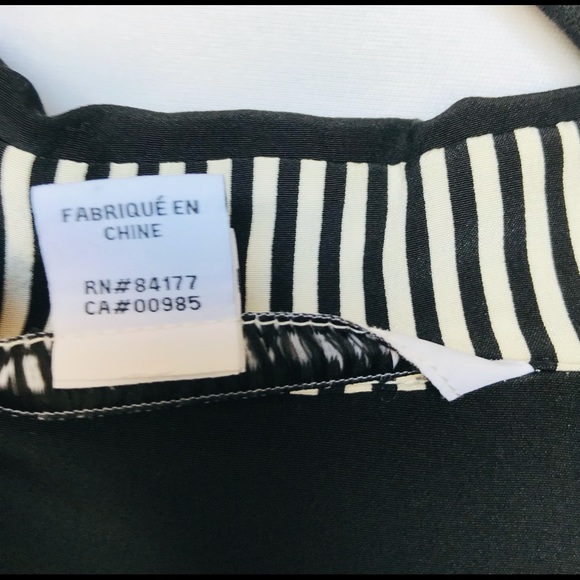 FABRIQUÉ EN
CHINE
RN#84177
CA#00985